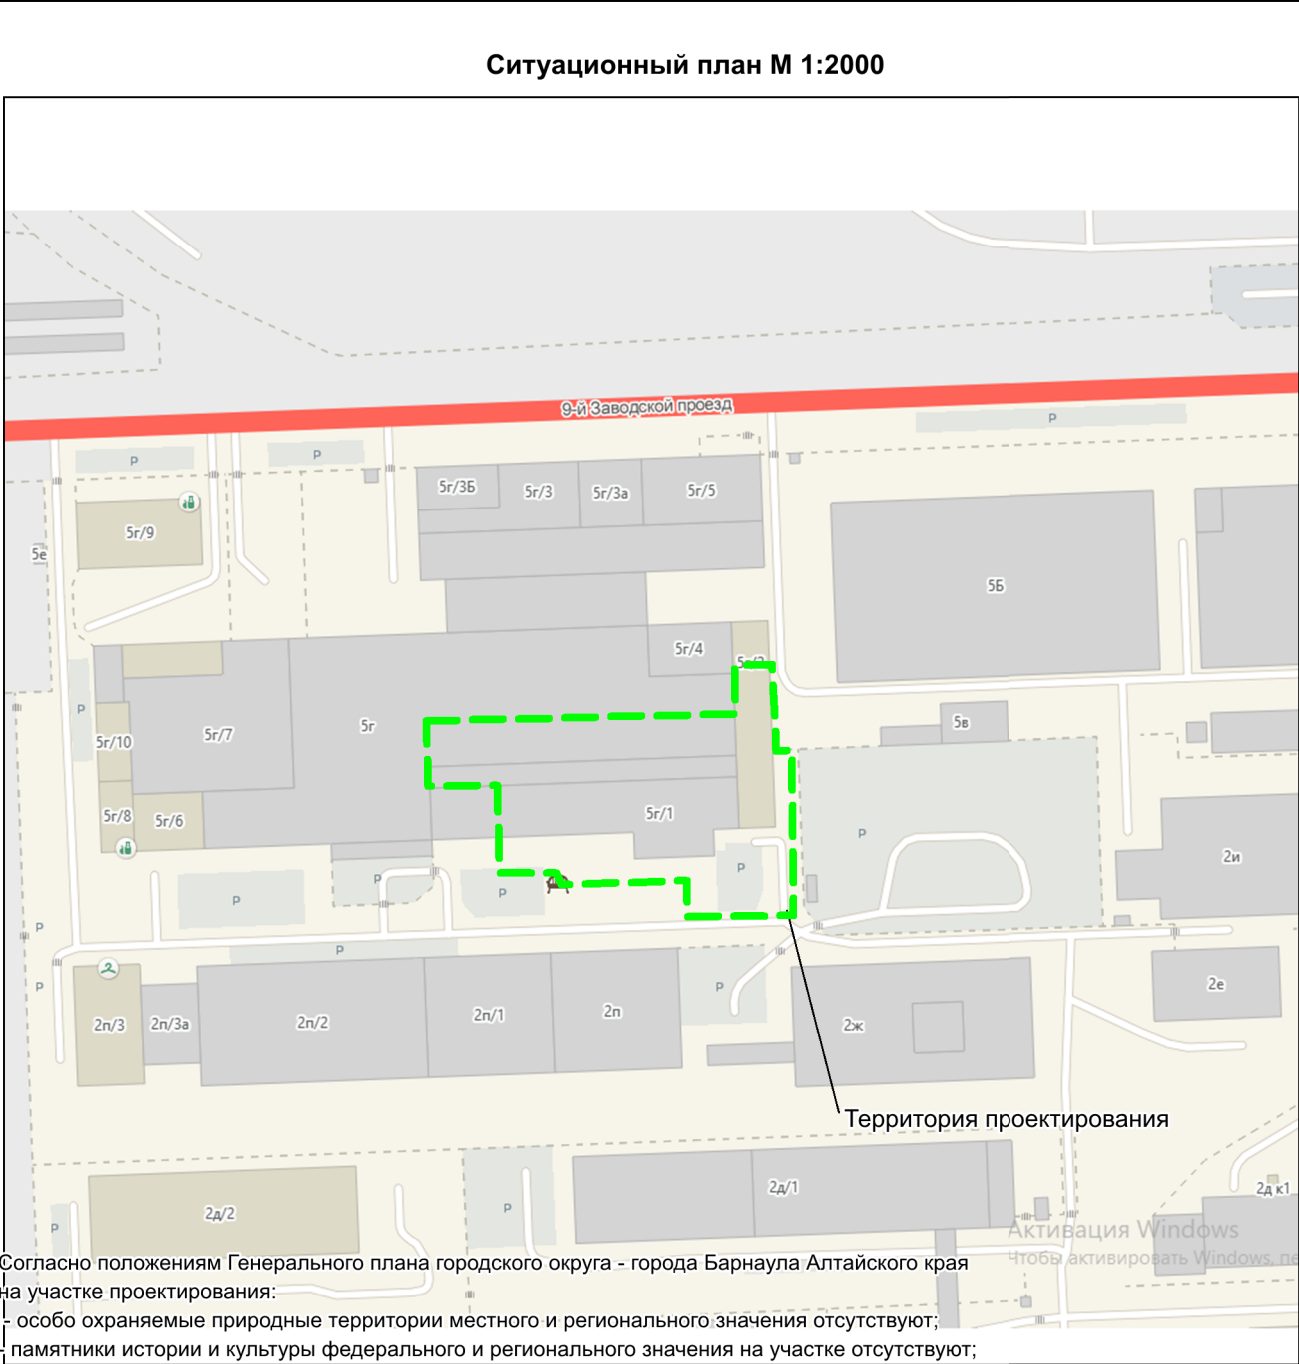 Ситуационный план М 1:2000
9-й Заводской проезд
P
P
P
5г/3Б
5г/3
5г/3а
5г/5
5г/9
5е
5Б
5г/4
5г/2
P
5г/10
5г/7
5г
5в
5г/8
5г/6
5г/1
P
2и
P
P
P
P
P
P
P
P
2п/3
2п/3а
2п/2
2п/1
2п
P
2ж
2е
Территория проектирования
2д/2
P
P
2д/1
2д к1
Активация Windows
Чтобы активировать Windows, пе
Согласно положениям Генерального плана городского округа - города Барнаула Алтайского края
на участке проектирования:
- особо охраняемые природные территории местного и регионального значения отсутствуют;
- памятники истории и культуры федерального и регионального значения на участке отсутствуют;